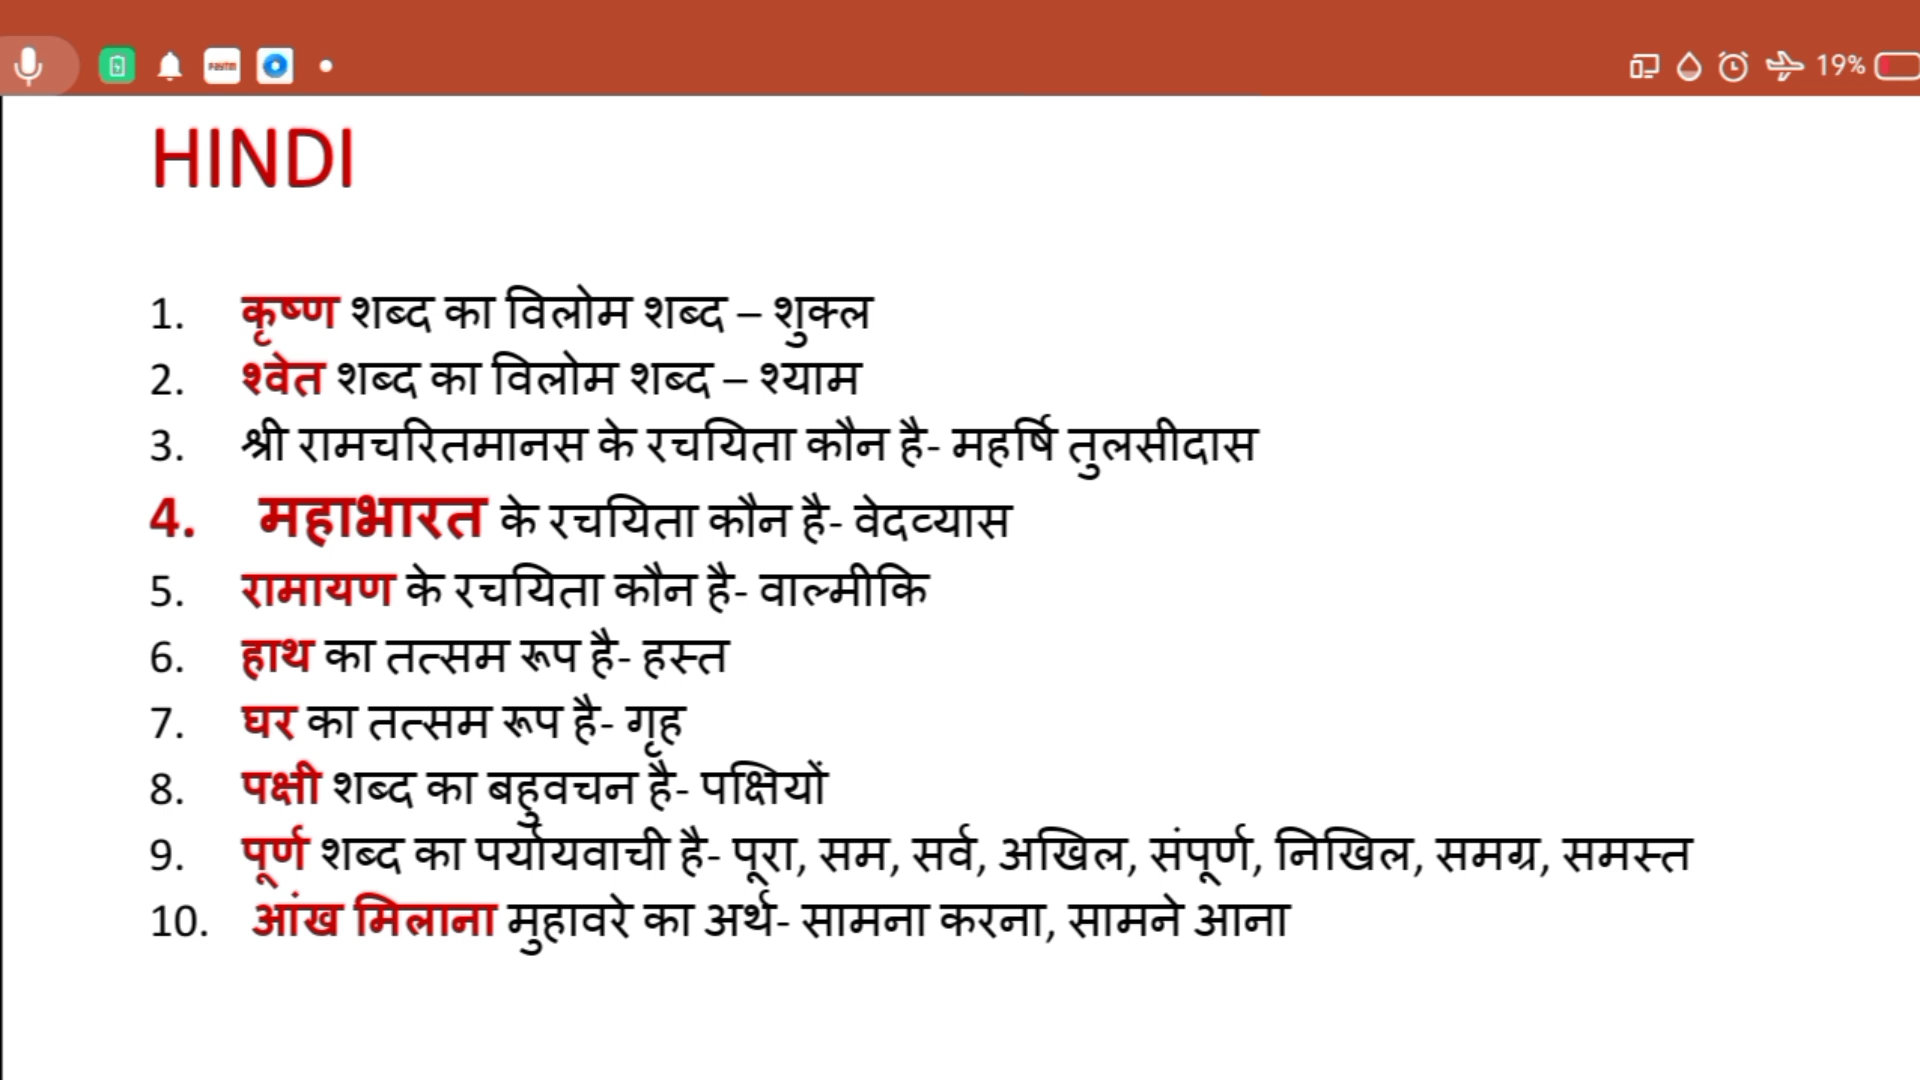 Paytm
19%
HINDI
1. कृष्ण शब्द का विलोम शब्द – शुक्ल
2. श्वेत शब्द का विलोम शब्द – श्याम
3. श्री रामचरितमानस के रचयिता कौन है- महर्षि तुलसीदास
4. महाभारत के रचयिता कौन है- वेदव्यास
5. रामायण के रचयिता कौन है- वाल्मीकि
6. हाथ का तत्सम रूप है- हस्त
7. घर का तत्सम रूप है- गृह
8. पक्षी शब्द का बहुवचन है- पक्षियों
9. पूर्ण शब्द का पर्यायवाची है- पूरा, सम, सर्व, अखिल, संपूर्ण, निखिल, समग्र, समस्त
10. आंख मिलाना मुहावरे का अर्थ- सामना करना, सामने आना